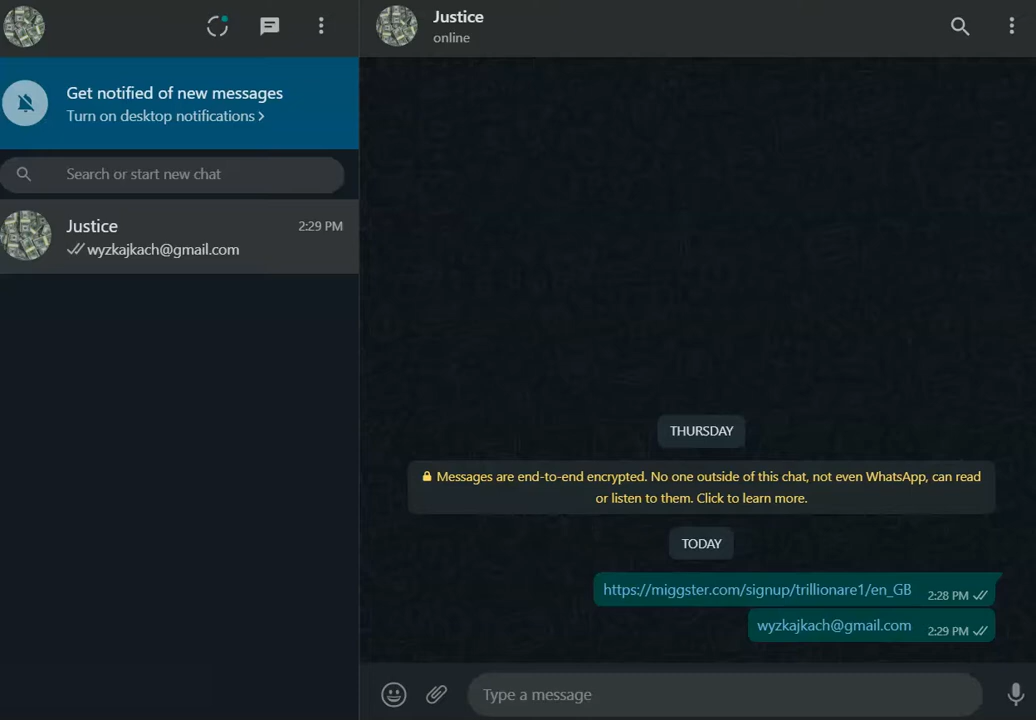 Get notified of new messages
Turn on desktop notifications >
Search or start new chat
Justice
2:29 PM
wyzkajkach@gmail.com
Justice
online
THURSDAY
Messages are end-to-end encrypted. No one outside of this chat, not even WhatsApp, can read
or listen to them. Click to learn more.
TODAY
https://miggster.com/signup/trillionare1/en_GB 2:28 PM
wyzkajkach@gmail.com 2:29 PM
Type a message